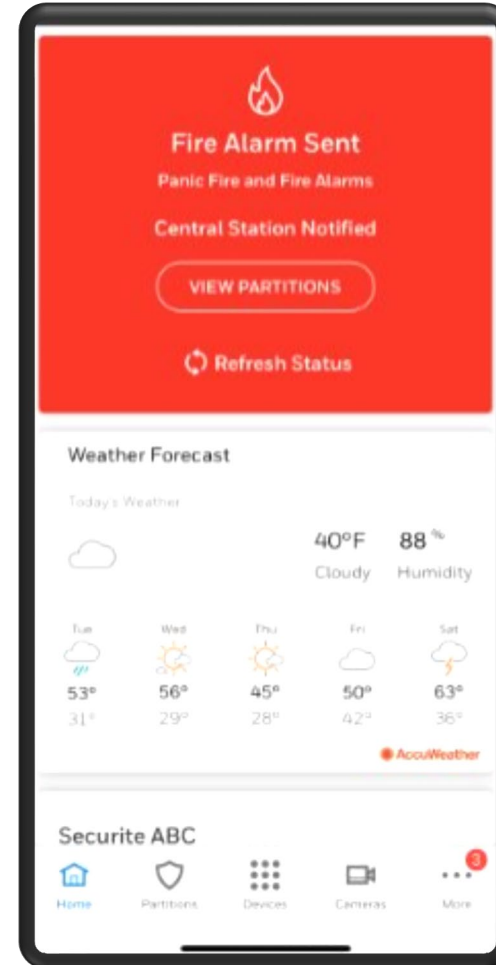 Fire Alarm Sent
Panic Fire and Fire Alarms
Central Station Notified
VIEW PARTITIONS
Refresh Status
Weather Forecast
Today's Weather
40°F 88 %
Cloudy Humidity
Tue Wed Thu Fri Sat
53° 56° 45° 50° 63°
31° 29° 28° 42° 36°
AccuWeather
Securite ABC
3
Home Partitions Devices Cameras More